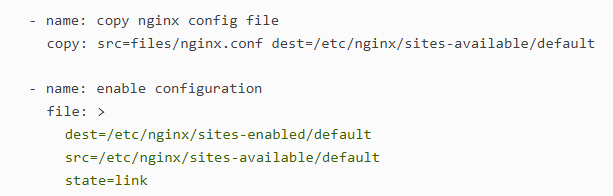 - name: copy nginx config file
  copy: src=files/nginx.conf dest=/etc/nginx/sites-available/default

- name: enable configuration
  file: >
    dest=/etc/nginx/sites-enabled/default
    src=/etc/nginx/sites-available/default
    state=link